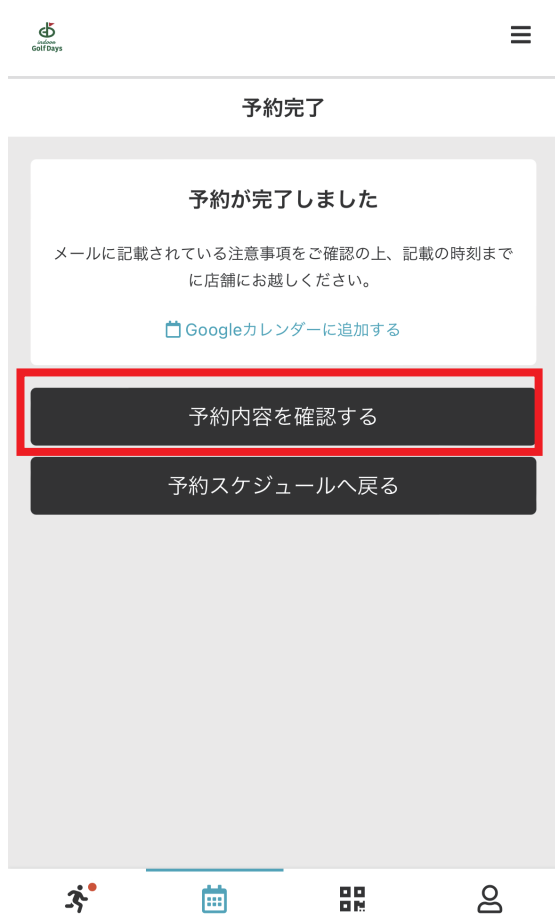 indoor
Golf Days
予約完了
予約が完了しました
メールに記載されている注意事項をご確認の上、記載の時刻まで
に店舗にお越しください。
Googleカレンダーに追加する
予約内容を確認する
予約スケジュールへ戻る